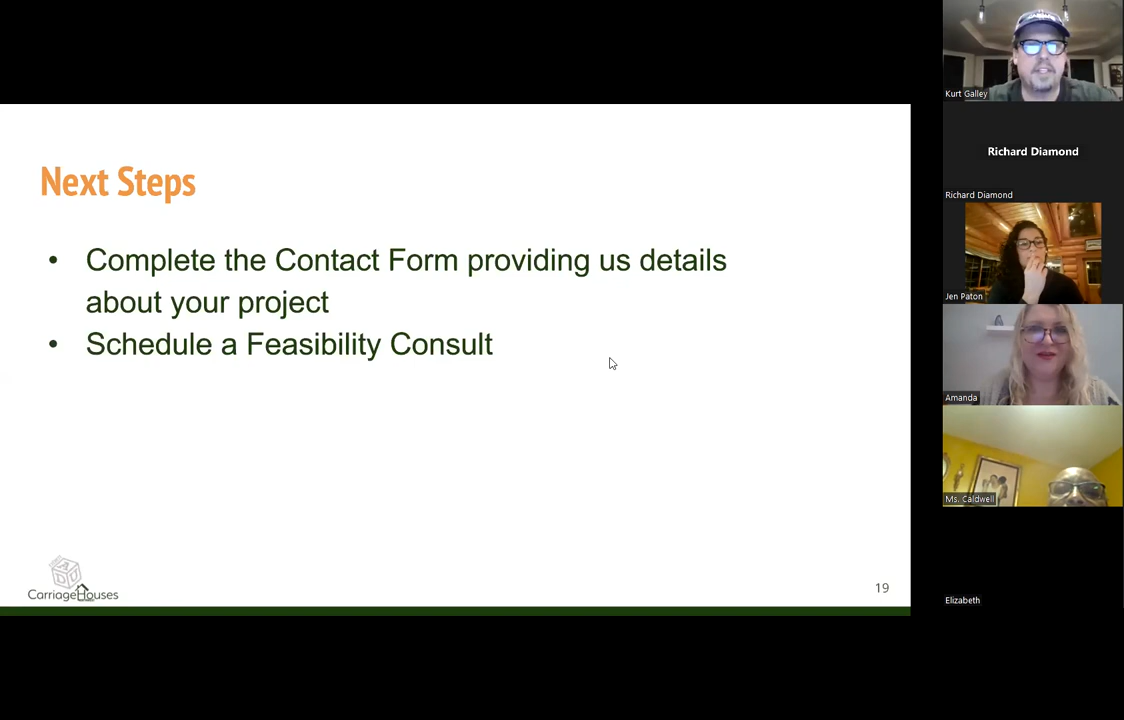 Next Steps
• Complete the Contact Form providing us details
about your project
• Schedule a Feasibility Consult
ADU
CarriageHouses
19
Kurt Galley
Richard Diamond
Richard Diamond
Jen Paton
Amanda
Ms. Caldwell
Elizabeth